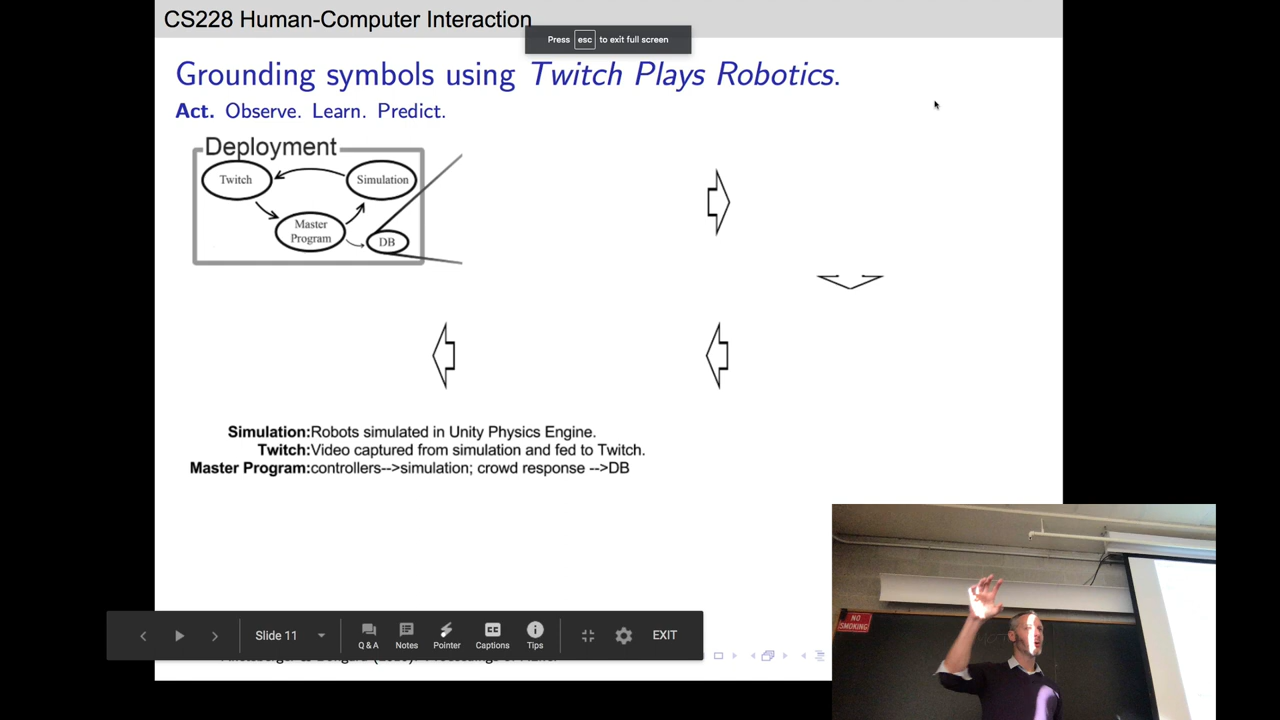 CS228 Human-Computer Interaction
Press esc to exit full screen
Grounding symbols using Twitch Plays Robotics.
Act. Observe. Learn. Predict.
Deployment
Twitch
Simulation
Master
Program
DB
Simulation:Robots simulated in Unity Physics Engine.
Twitch:Video captured from simulation and fed to Twitch.
Master Program:controllers-->simulation; crowd response -->DB
NO
SMOKING
Slide 11
Q & A
Notes
Pointer
Captions
Tips
EXIT